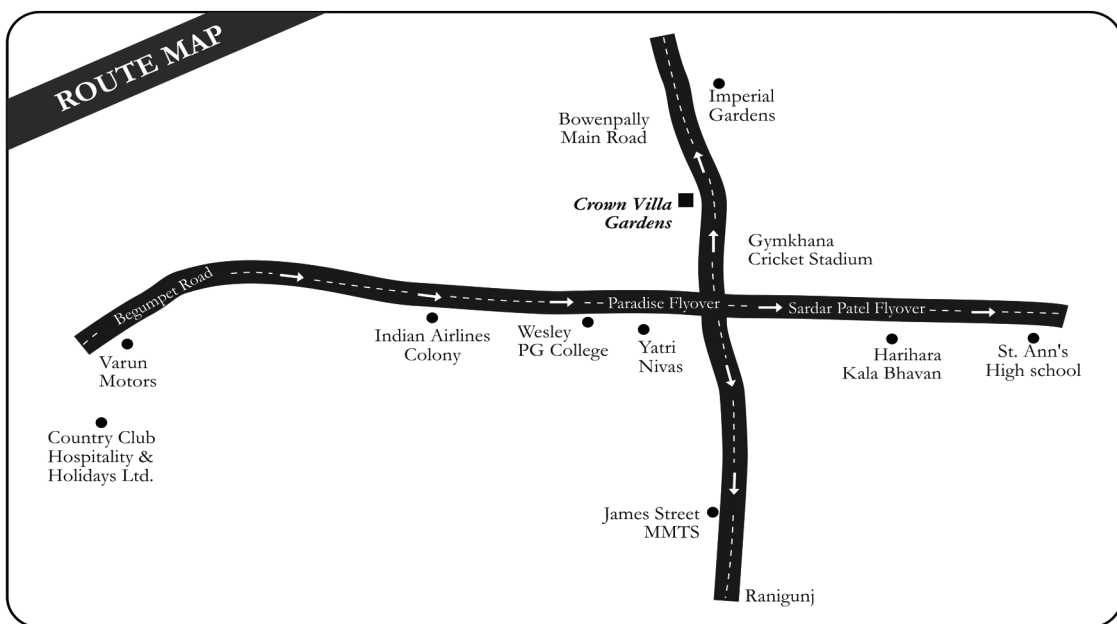 ROUTE MAP
Imperial
Gardens
Bowenpally
Main Road
Crown Villa
Gardens
Gymkhana
Cricket Stadium
Begumpet Road
Paradise Flyover
Sardar Patel Flyover
Varun
Motors
Indian Airlines
Colony
Wesley
PG College
Yatri
Nivas
Harihara
Kala Bhavan
St. Ann's
High school
Country Club
Hospitality &
Holidays Ltd.
James Street
MMTS
Ranigunj